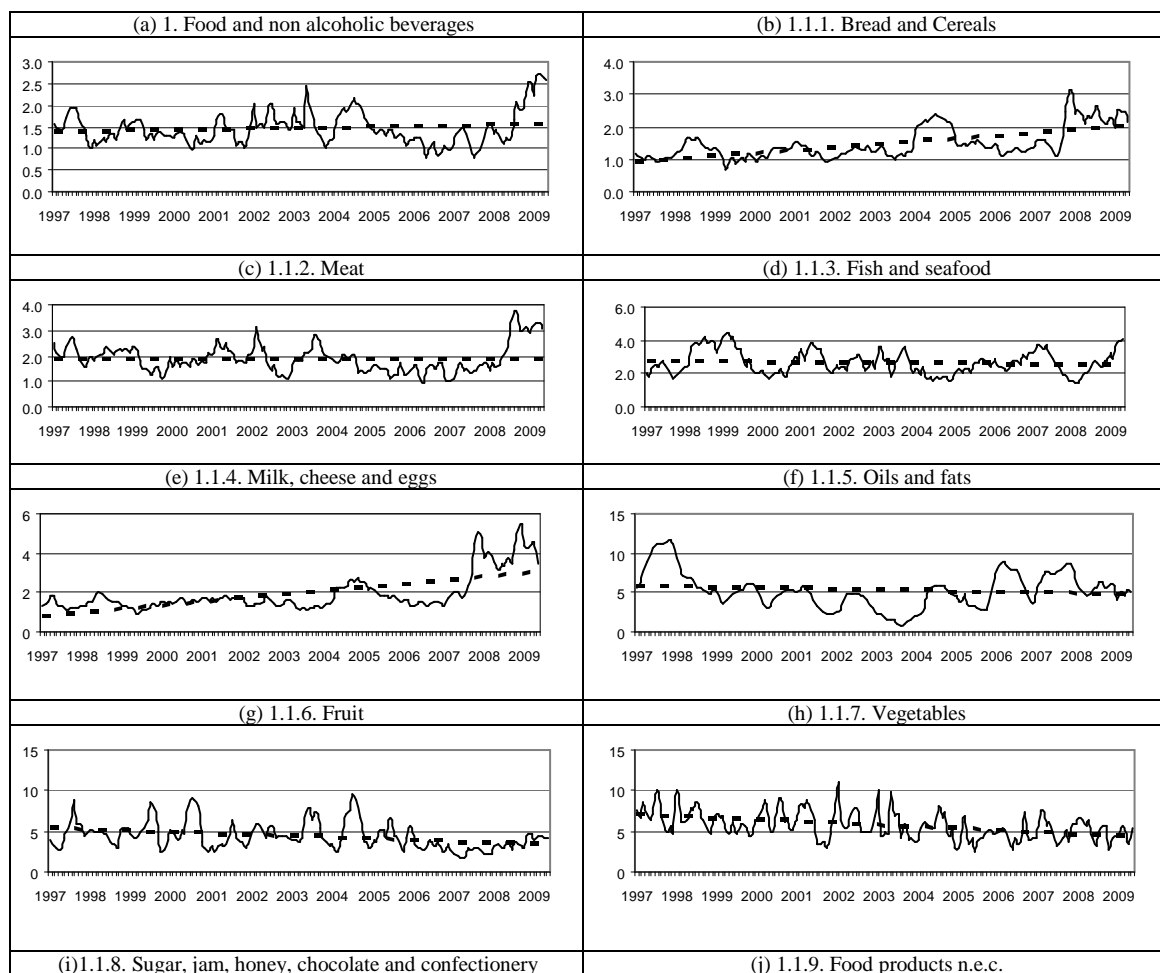 (a) 1. Food and non alcoholic beverages
(b) 1.1.1. Bread and Cereals
3.0
2.5
2.0
1.5
1.0
0.5
0.0
1997 1998 1999 2000 2001 2002 2003 2004 2005 2006 2007 2008 2009
4.0
3.0
2.0
1.0
0.0
1997 1998 1999 2000 2001 2002 2003 2004 2005 2006 2007 2008 2009
(c) 1.1.2. Meat
(d) 1.1.3. Fish and seafood
4.0
3.0
2.0
1.0
0.0
1997 1998 1999 2000 2001 2002 2003 2004 2005 2006 2007 2008 2009
6.0
4.0
2.0
0.0
1997 1998 1999 2000 2001 2002 2003 2004 2005 2006 2007 2008 2009
(e) 1.1.4. Milk, cheese and eggs
(f) 1.1.5. Oils and fats
6
4
2
0
1997 1998 1999 2000 2001 2002 2003 2004 2005 2006 2007 2008 2009
15
10
5
0
1997 1998 1999 2000 2001 2002 2003 2004 2005 2006 2007 2008 2009
(g) 1.1.6. Fruit
(h) 1.1.7. Vegetables
15
10
5
0
1997 1998 1999 2000 2001 2002 2003 2004 2005 2006 2007 2008 2009
15
10
5
0
1997 1998 1999 2000 2001 2002 2003 2004 2005 2006 2007 2008 2009
(i)1.1.8. Sugar, jam, honey, chocolate and confectionery
(j) 1.1.9. Food products n.e.c.